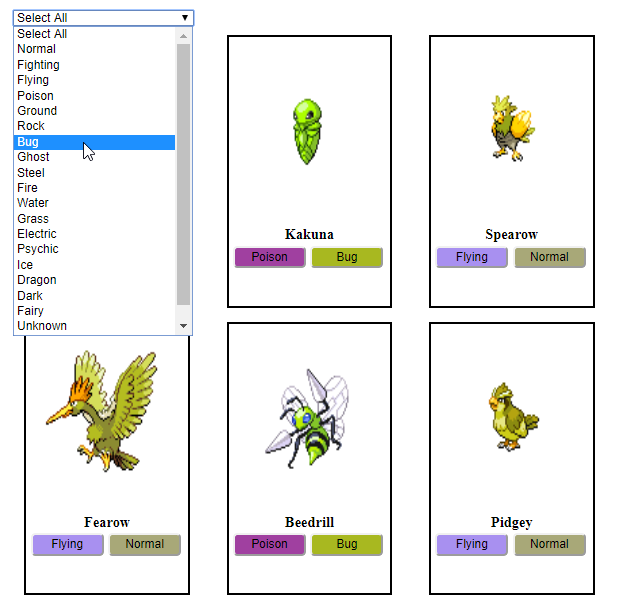 Select All
Select All
Normal
Fighting
Flying
Poison
Ground
Rock
Bug
Ghost
Steel
Fire
Water
Grass
Electric
Psychic
Ice
Dragon
Dark
Fairy
Unknown
Kakuna
Poison Bug
Spearow
Flying Normal
Fearow
Flying Normal
Beedrill
Poison Bug
Pidgey
Flying Normal